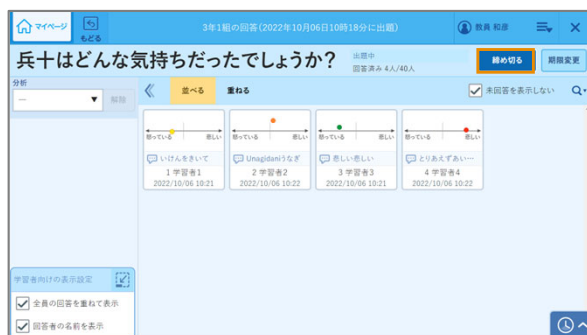 マイページ
もどる
3年1組の回答(2022年10月06日10時18分に出題)
教員 和彦
兵十はどんな気持ちだったでしょうか?
出題中
回答済み 4人/40人
締め切る
期限変更
分析
---
解除
並べる
重ねる
未回答を表示しない
怒っている 悲しい
いけんをきいて
1 学習者1
2022/10/06 10:21
怒っている 悲しい
Unagidaniうなぎ
2 学習者2
2022/10/06 10:22
怒っている 悲しい
悲しい悲しい
3 学習者3
2022/10/06 10:21
怒っている 悲しい
とりあえずあい…
4 学習者4
2022/10/06 10:22
学習者向けの表示設定
全員の回答を重ねて表示
回答者の名前を表示